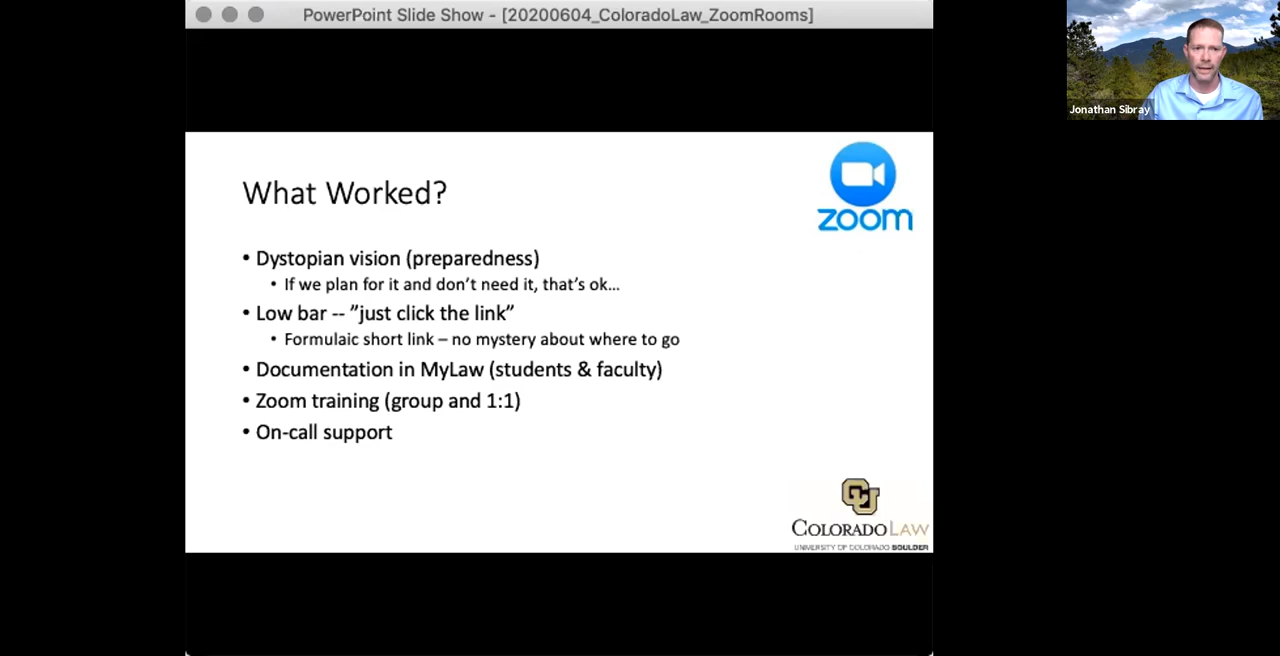 PowerPoint Slide Show - [20200604_ColoradoLaw_ZoomRooms]
Jonathan Sibray
What Worked?
zoom
• Dystopian vision (preparedness)
• If we plan for it and don't need it, that's ok...
• Low bar -- ”just click the link”
• Formulaic short link – no mystery about where to go
• Documentation in MyLaw (students & faculty)
• Zoom training (group and 1:1)
• On-call support
CU
COLORADO LAW
UNIVERSITY OF COLORADO BOULDER